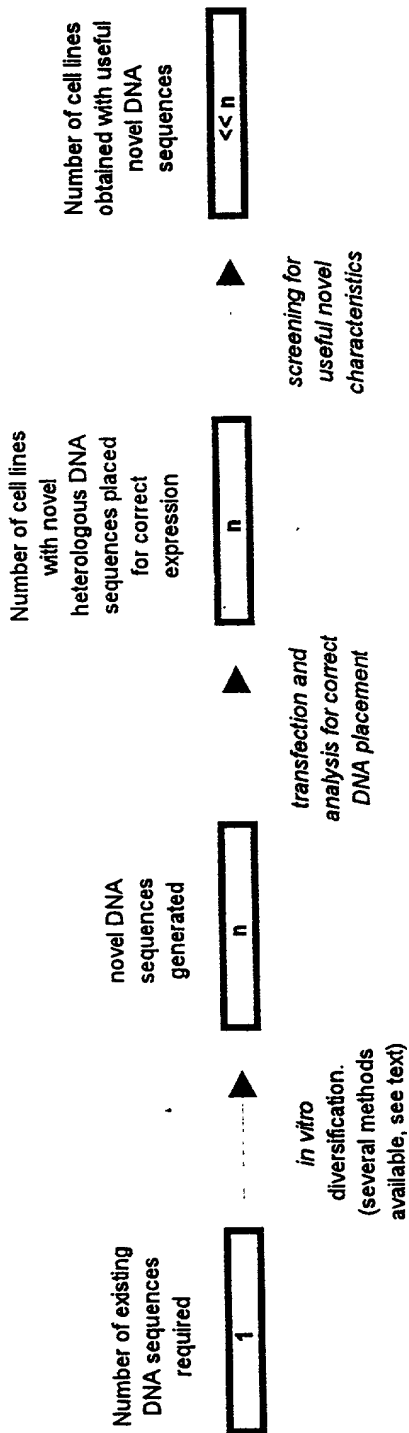 Number of existing
DNA sequences
required
1
in vitro
diversification.
(several methods
available, see text)
novel DNA
sequences
generated
n
transfection and
analysis for correct
DNA placement
Number of cell lines
with novel
heterologous DNA
sequences placed
for correct
expression
n
screening for
useful novel
characteristics
Number of cell lines
obtained with useful
novel DNA
sequences
<< n